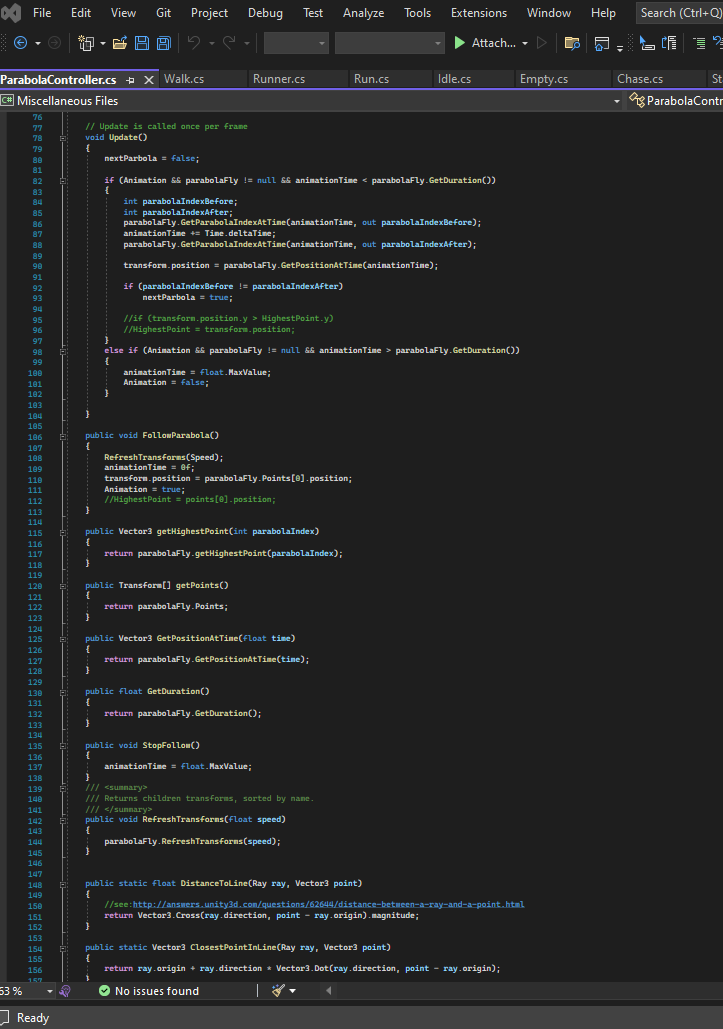 File Edit View Git Project Debug Test Analyze Tools Extensions Window Help Search (Ctrl+Q)
Attach...
ParabolaController.cs Walk.cs Runner.cs Run.cs Idle.cs Empty.cs Chase.cs St
C# Miscellaneous Files ParabolaContr
76
77 // Update is called once per frame
78 void Update()
79 {
80 nextParbola = false;
81
82 if (Animation && parabolaFly != null && animationTime < parabolaFly.GetDuration())
83 {
84 int parabolaIndexBefore;
85 int parabolaIndexAfter;
86 parabolaFly.GetParabolaIndexAtTime(animationTime, out parabolaIndexBefore);
87 animationTime += Time.deltaTime;
88 parabolaFly.GetParabolaIndexAtTime(animationTime, out parabolaIndexAfter);
89
90 transform.position = parabolaFly.GetPositionAtTime(animationTime);
91
92 if (parabolaIndexBefore != parabolaIndexAfter)
93 nextParbola = true;
94
95 //if (transform.position.y > HighestPoint.y)
96 //HighestPoint = transform.position;
97 }
98 else if (Animation && parabolaFly != null && animationTime > parabolaFly.GetDuration())
99 {
100 animationTime = float.MaxValue;
101 Animation = false;
102 }
103
104 }
105
106 public void FollowParabola()
107 {
108 RefreshTransforms(Speed);
109 animationTime = 0f;
110 transform.position = parabolaFly.Points[0].position;
111 Animation = true;
112 //HighestPoint = points[0].position;
113 }
114
115 public Vector3 getHighestPoint(int parabolaIndex)
116 {
117 return parabolaFly.getHighestPoint(parabolaIndex);
118 }
119
120 public Transform[] getPoints()
121 {
122 return parabolaFly.Points;
123 }
124
125 public Vector3 GetPositionAtTime(float time)
126 {
127 return parabolaFly.GetPositionAtTime(time);
128 }
129
130 public float GetDuration()
131 {
132 return parabolaFly.GetDuration();
133 }
134
135 public void StopFollow()
136 {
137 animationTime = float.MaxValue;
138 }
139 /// <summary>
140 /// Returns children transforms, sorted by name.
141 /// </summary>
142 public void RefreshTransforms(float speed)
143 {
144 parabolaFly.RefreshTransforms(speed);
145 }
146
147
148 public static float DistanceToLine(Ray ray, Vector3 point)
149 {
150 //see:http://answers.unity3d.com/questions/62644/distance-between-a-ray-and-a-point.html
151 return Vector3.Cross(ray.direction, point - ray.origin).magnitude;
152 }
153
154 public static Vector3 ClosestPointInLine(Ray ray, Vector3 point)
155 {
156 return ray.origin + ray.direction * Vector3.Dot(ray.direction, point - ray.origin);
157 }
53 % No issues found
Ready